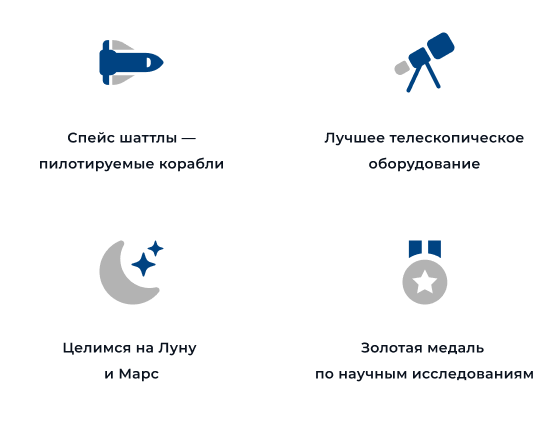 Спейс шаттлы —
пилотируемые корабли
Лучшее телескопическое
оборудование
Целимся на Луну
и Марс
Золотая медаль
по научным исследованиям